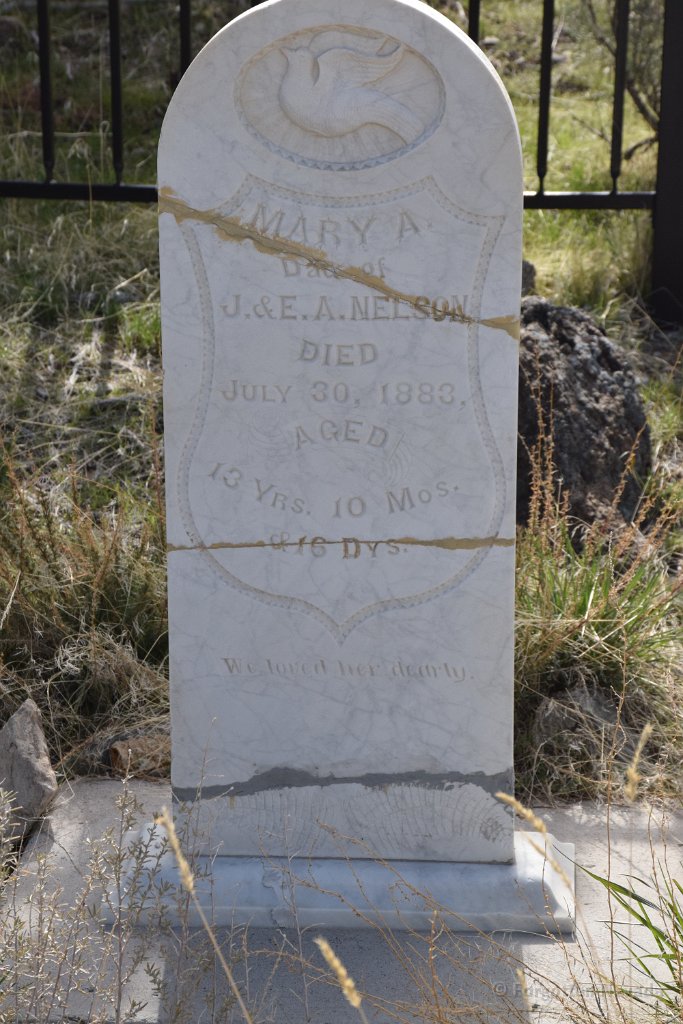 MARY A.
Dau. of
J. & E. A. NELSON
DIED
JULY 30, 1883,
AGED
13 YRS. 10 MOS.
& 16 DYS.
We loved her dearly.